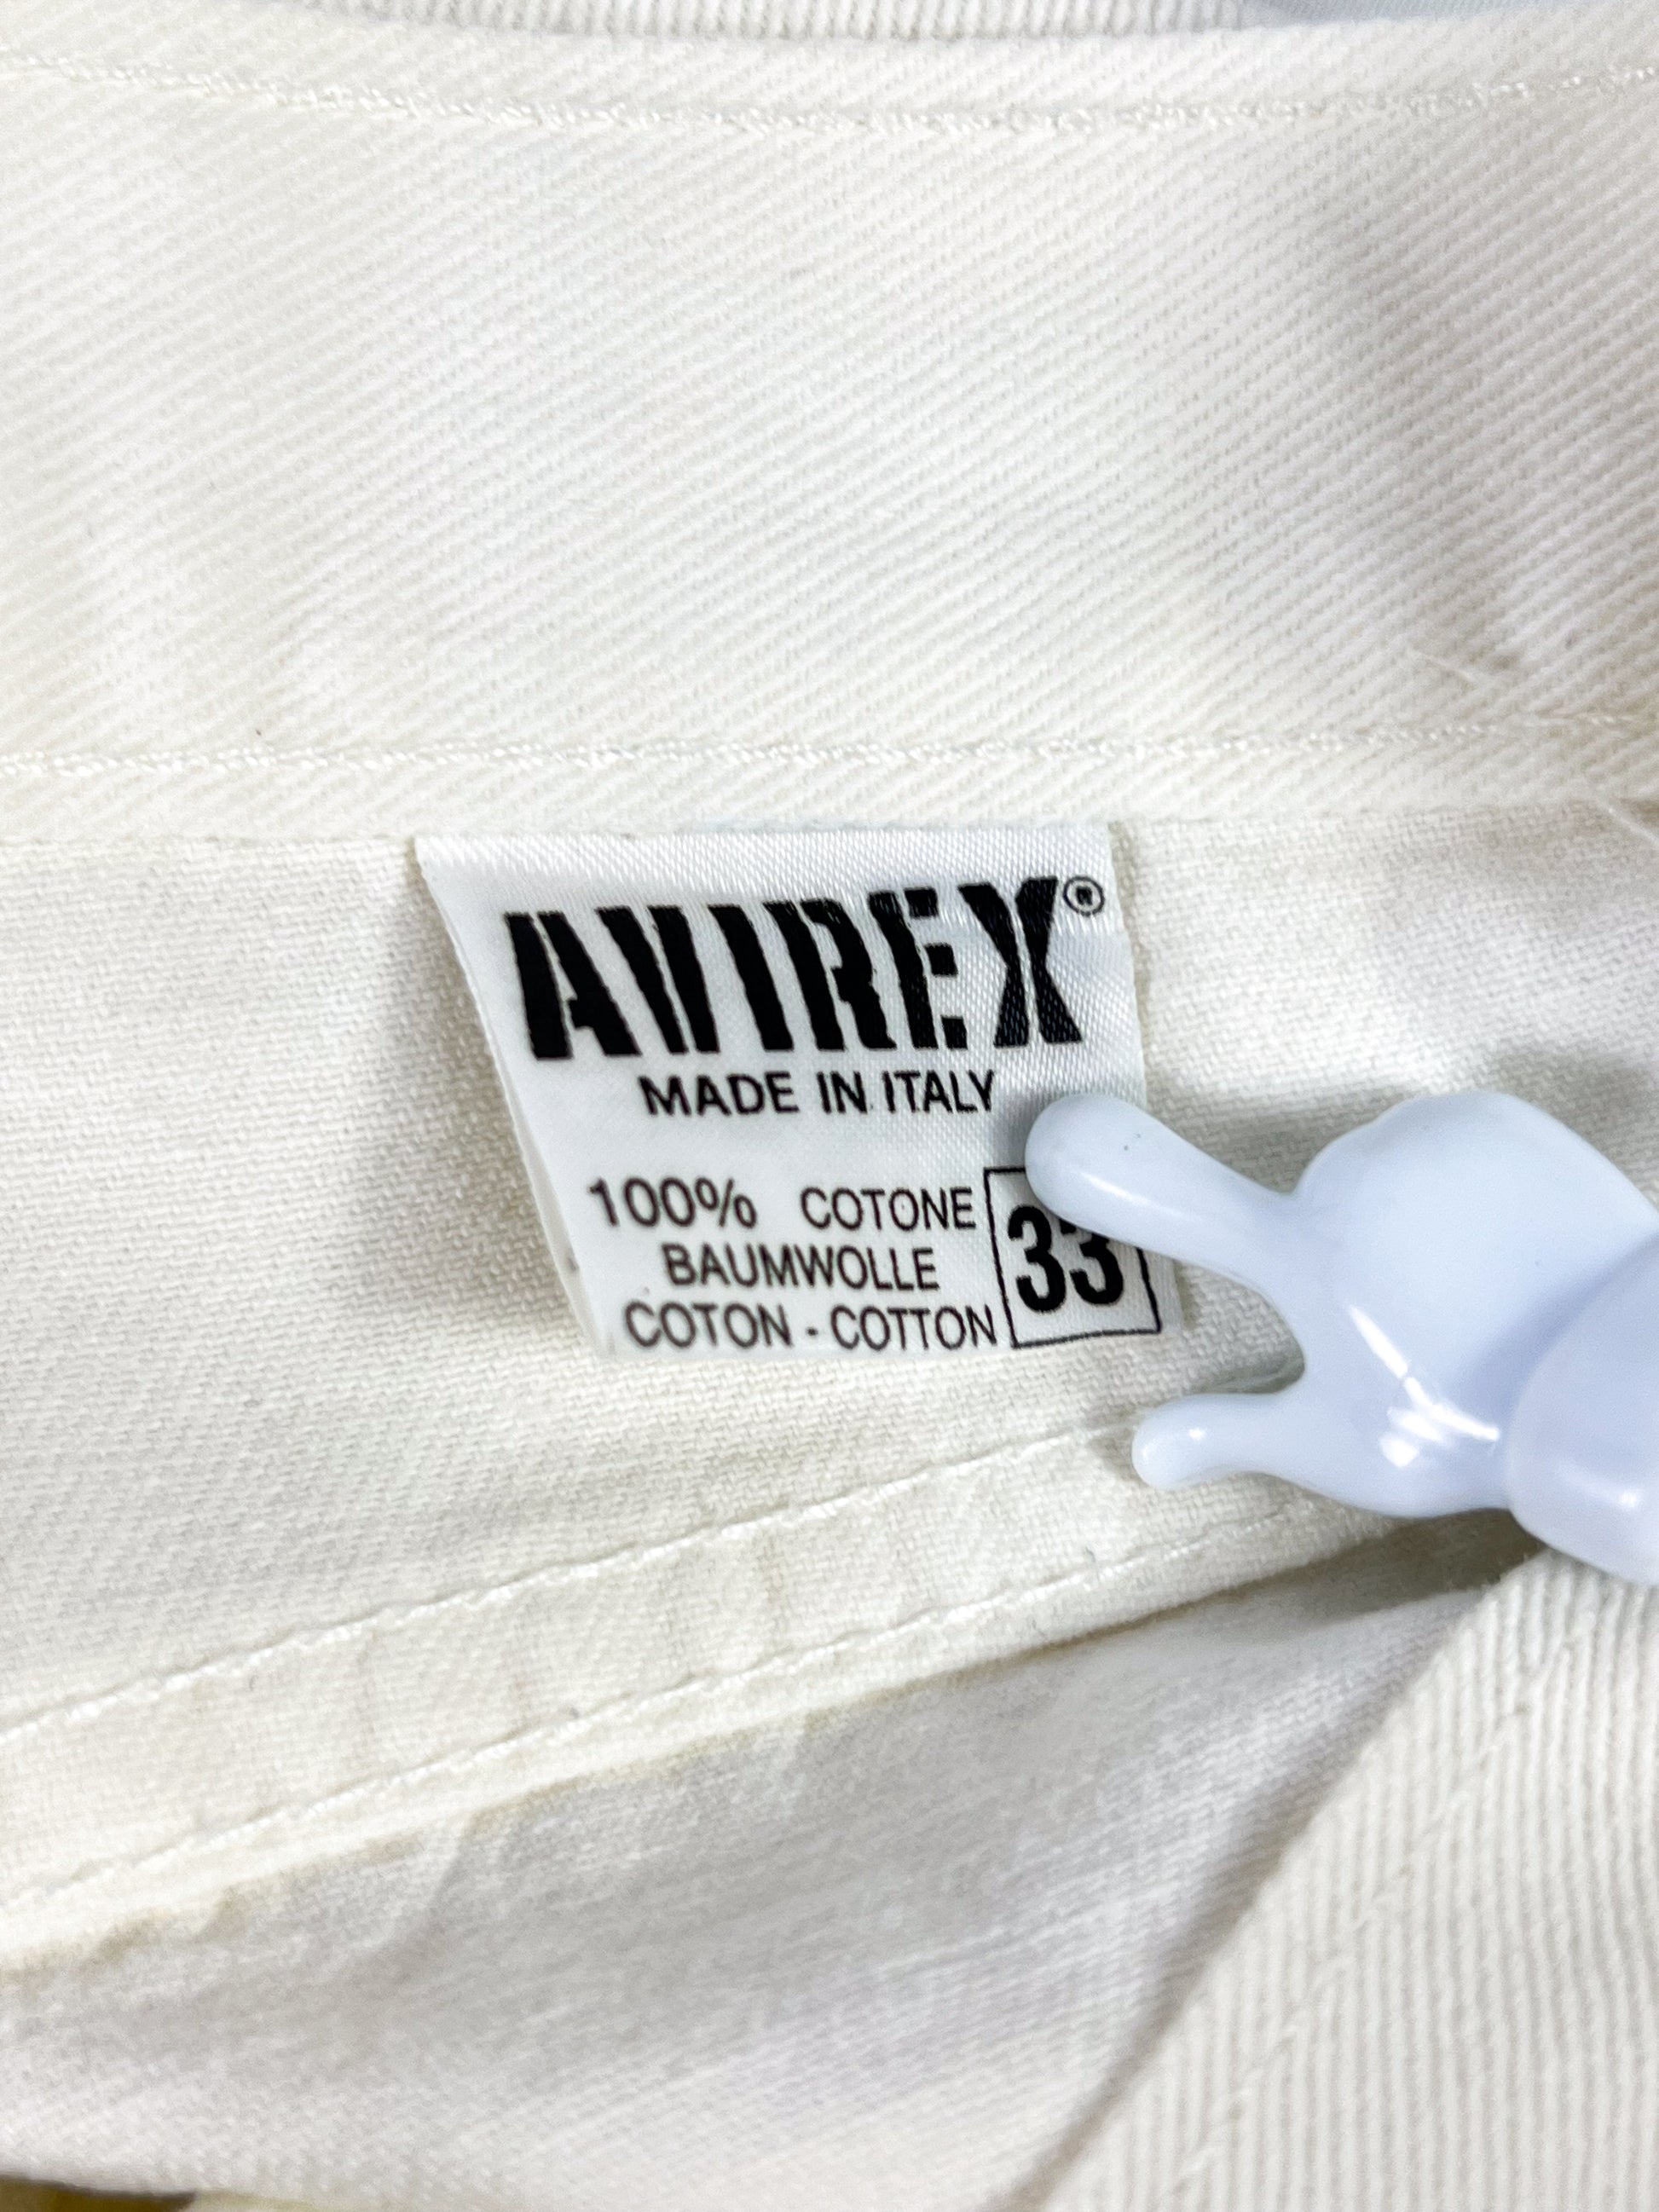 AVIREX®
MADE IN ITALY
100% COTONE
BAUMWOLLE
COTON - COTTON
33